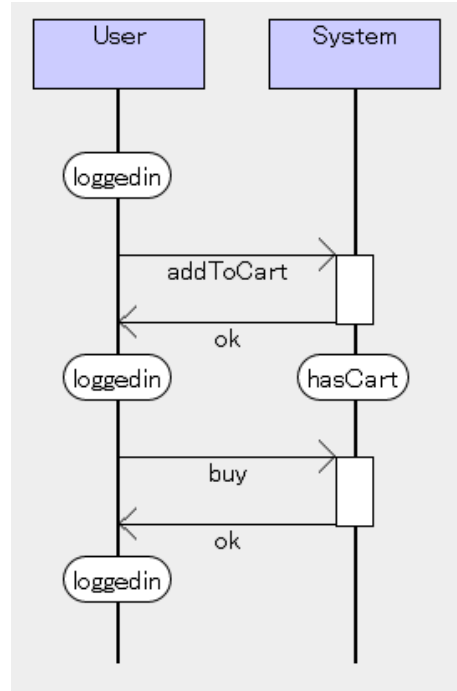 User
System
loggedin
addToCart
ok
loggedin
hasCart
buy
ok
loggedin